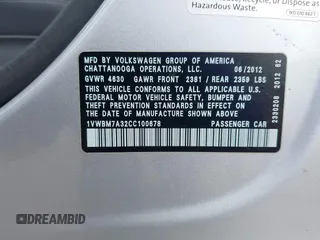 Recycle, or
Hazardous Waste.
MFD BY VOLKSWAGEN GROUP OF AMERICA
CHATTANOOGA OPERATIONS, LLC. 06/2012
GVWR 4630 GAWR FRONT 2381 / REAR 2359 LBS
THIS VEHICLE CONFORMS TO ALL APPLICABLE U.S.
FEDERAL MOTOR VEHICLE SAFETY, BUMPER, AND
THEFT PREVENTION STANDARDS IN EFFECT ON THE
DATE OF MANUFACTURE SHOWN ABOVE.
1VWBM7A32CC100678 PASSENGER CAR
2330208 2012 62
© DREAMBID